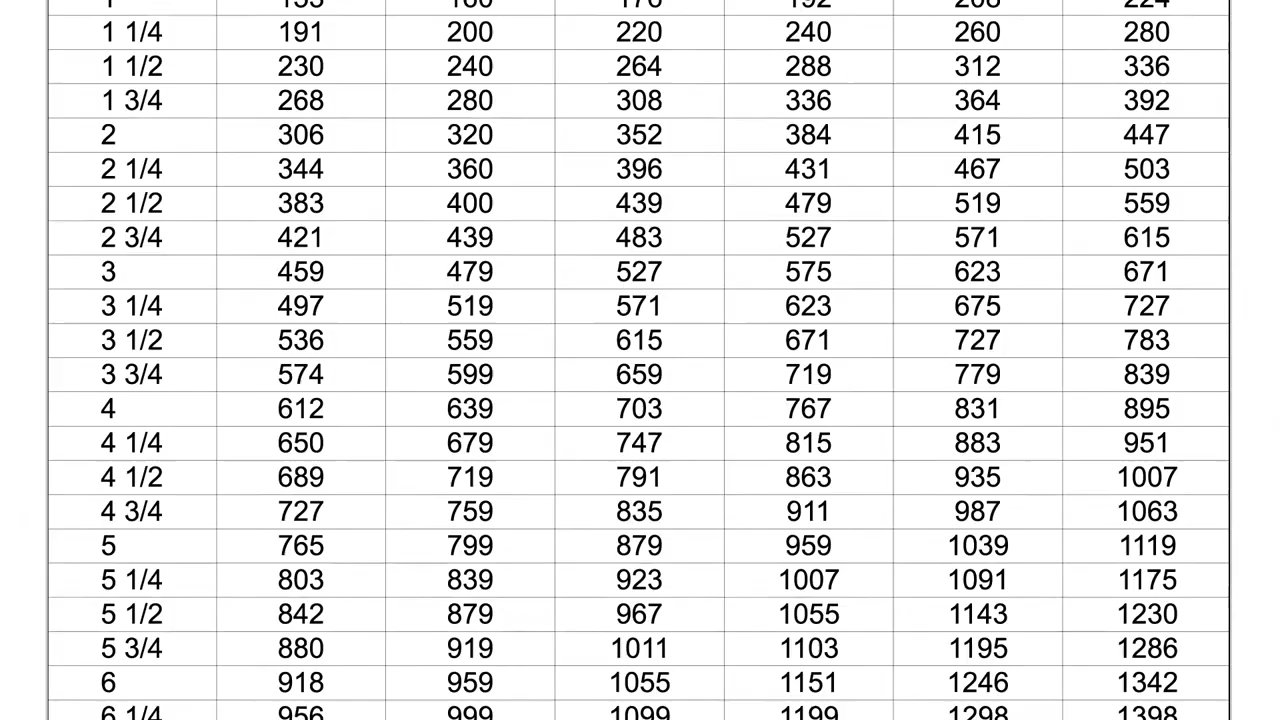 1 153 160 176 192 208 224
1 1/4 191 200 220 240 260 280
1 1/2 230 240 264 288 312 336
1 3/4 268 280 308 336 364 392
2 306 320 352 384 415 447
2 1/4 344 360 396 431 467 503
2 1/2 383 400 439 479 519 559
2 3/4 421 439 483 527 571 615
3 459 479 527 575 623 671
3 1/4 497 519 571 623 675 727
3 1/2 536 559 615 671 727 783
3 3/4 574 599 659 719 779 839
4 612 639 703 767 831 895
4 1/4 650 679 747 815 883 951
4 1/2 689 719 791 863 935 1007
4 3/4 727 759 835 911 987 1063
5 765 799 879 959 1039 1119
5 1/4 803 839 923 1007 1091 1175
5 1/2 842 879 967 1055 1143 1230
5 3/4 880 919 1011 1103 1195 1286
6 918 959 1055 1151 1246 1342
6 1/4 956 999 1099 1199 1298 1398